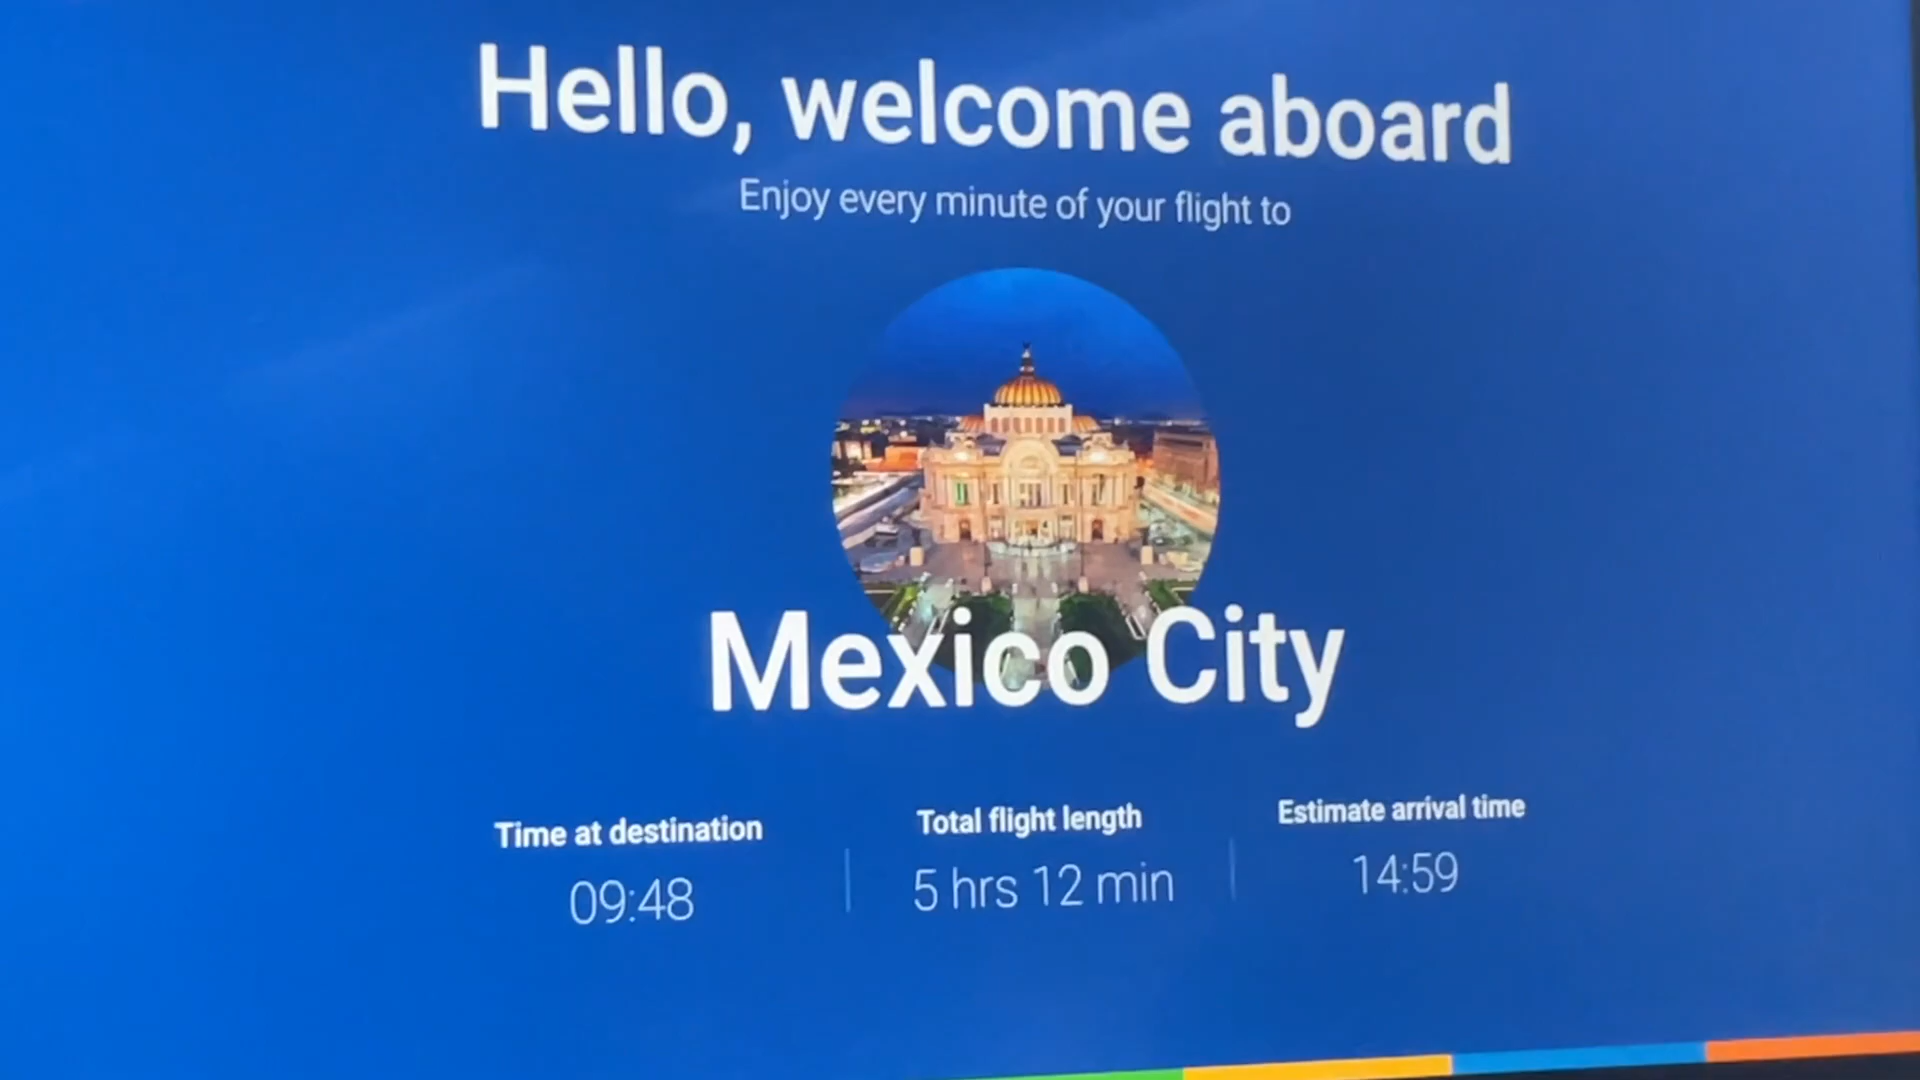 Hello, welcome aboard
Enjoy every minute of your flight to
Mexico City
Time at destination
Total flight length
Estimate arrival time
09:48
5 hrs 12 min
14:59